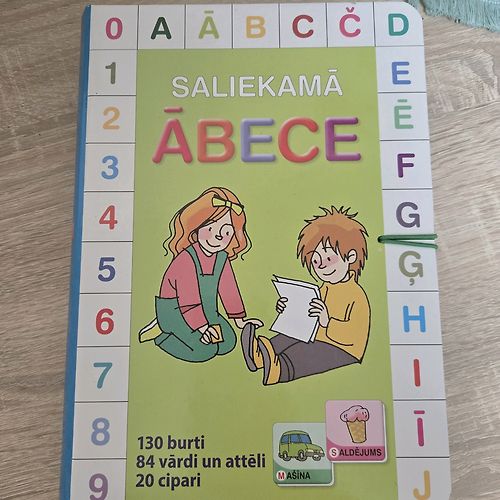 0 A Ā B C Č D
1 E
2 Ē
3 F
4 G
5 Ģ
6 H
7 I
8 Ī
9 J
SALIEKAMĀ
ĀBECE
130 burti
84 vārdi un attēli
20 cipari
MAŠĪNA
SALDĒJUMS